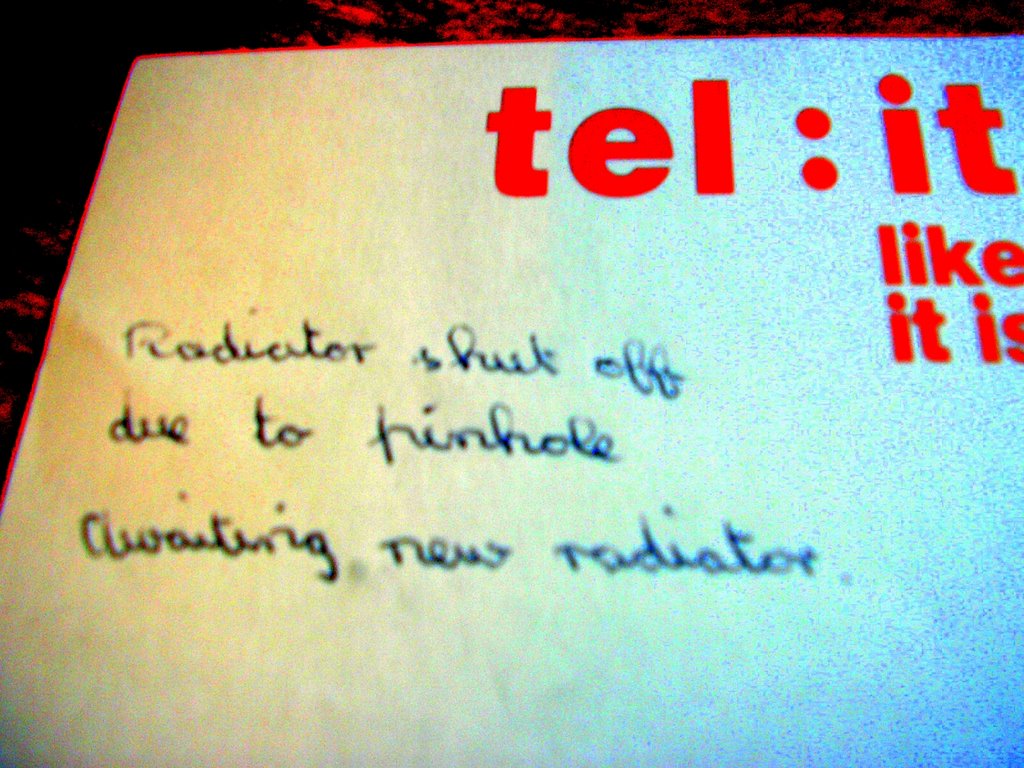 tel:it
like
it is
Radiator shut off
due to pinhole
Awaiting new radiator.